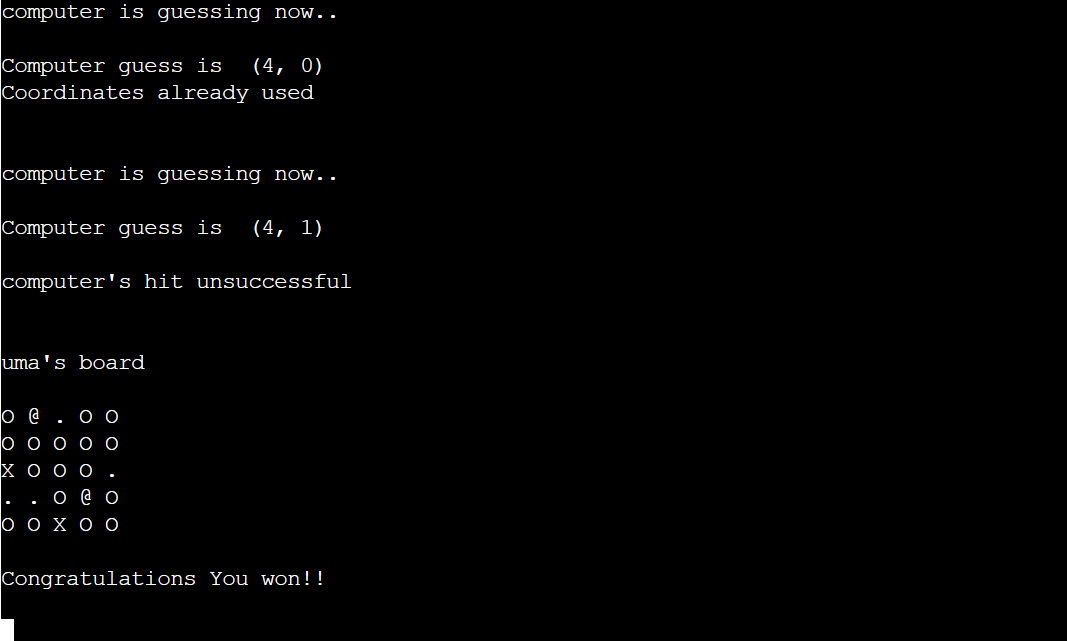 computer is guessing now..
Computer guess is  (4, 0)
Coordinates already used
computer is guessing now..
Computer guess is  (4, 1)
computer's hit unsuccessful
uma's board
O @ . O O
O O O O O
X O O O .
. . O @ O
O O X O O
Congratulations You won!!